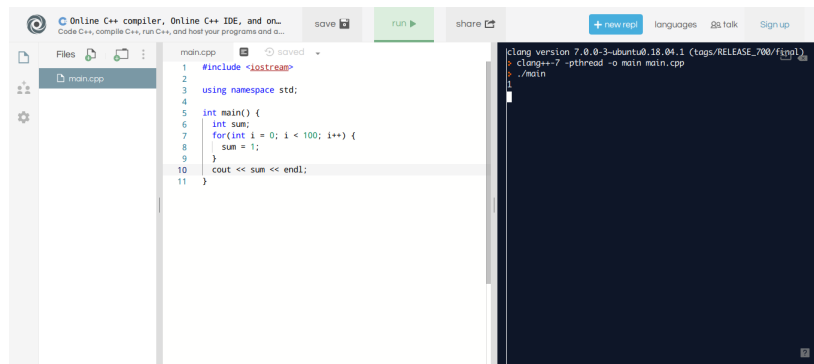 Online C++ compiler, Online C++ IDE, and on...
Code C++, compile C++, run C++, and host your programs and a...
save
run
share
+ new repl
languages
talk
Sign up
Files
main.cpp
main.cpp
saved
1 #include <iostream>
2
3 using namespace std;
4
5 int main() {
6 int sum;
7 for(int i = 0; i < 100; i++) {
8 sum = 1;
9 }
10 cout << sum << endl;
11 }
clang version 7.0.0-3~ubuntu0.18.04.1 (tags/RELEASE_700/final)
> clang++-7 -pthread -o main main.cpp
> ./main
1
?